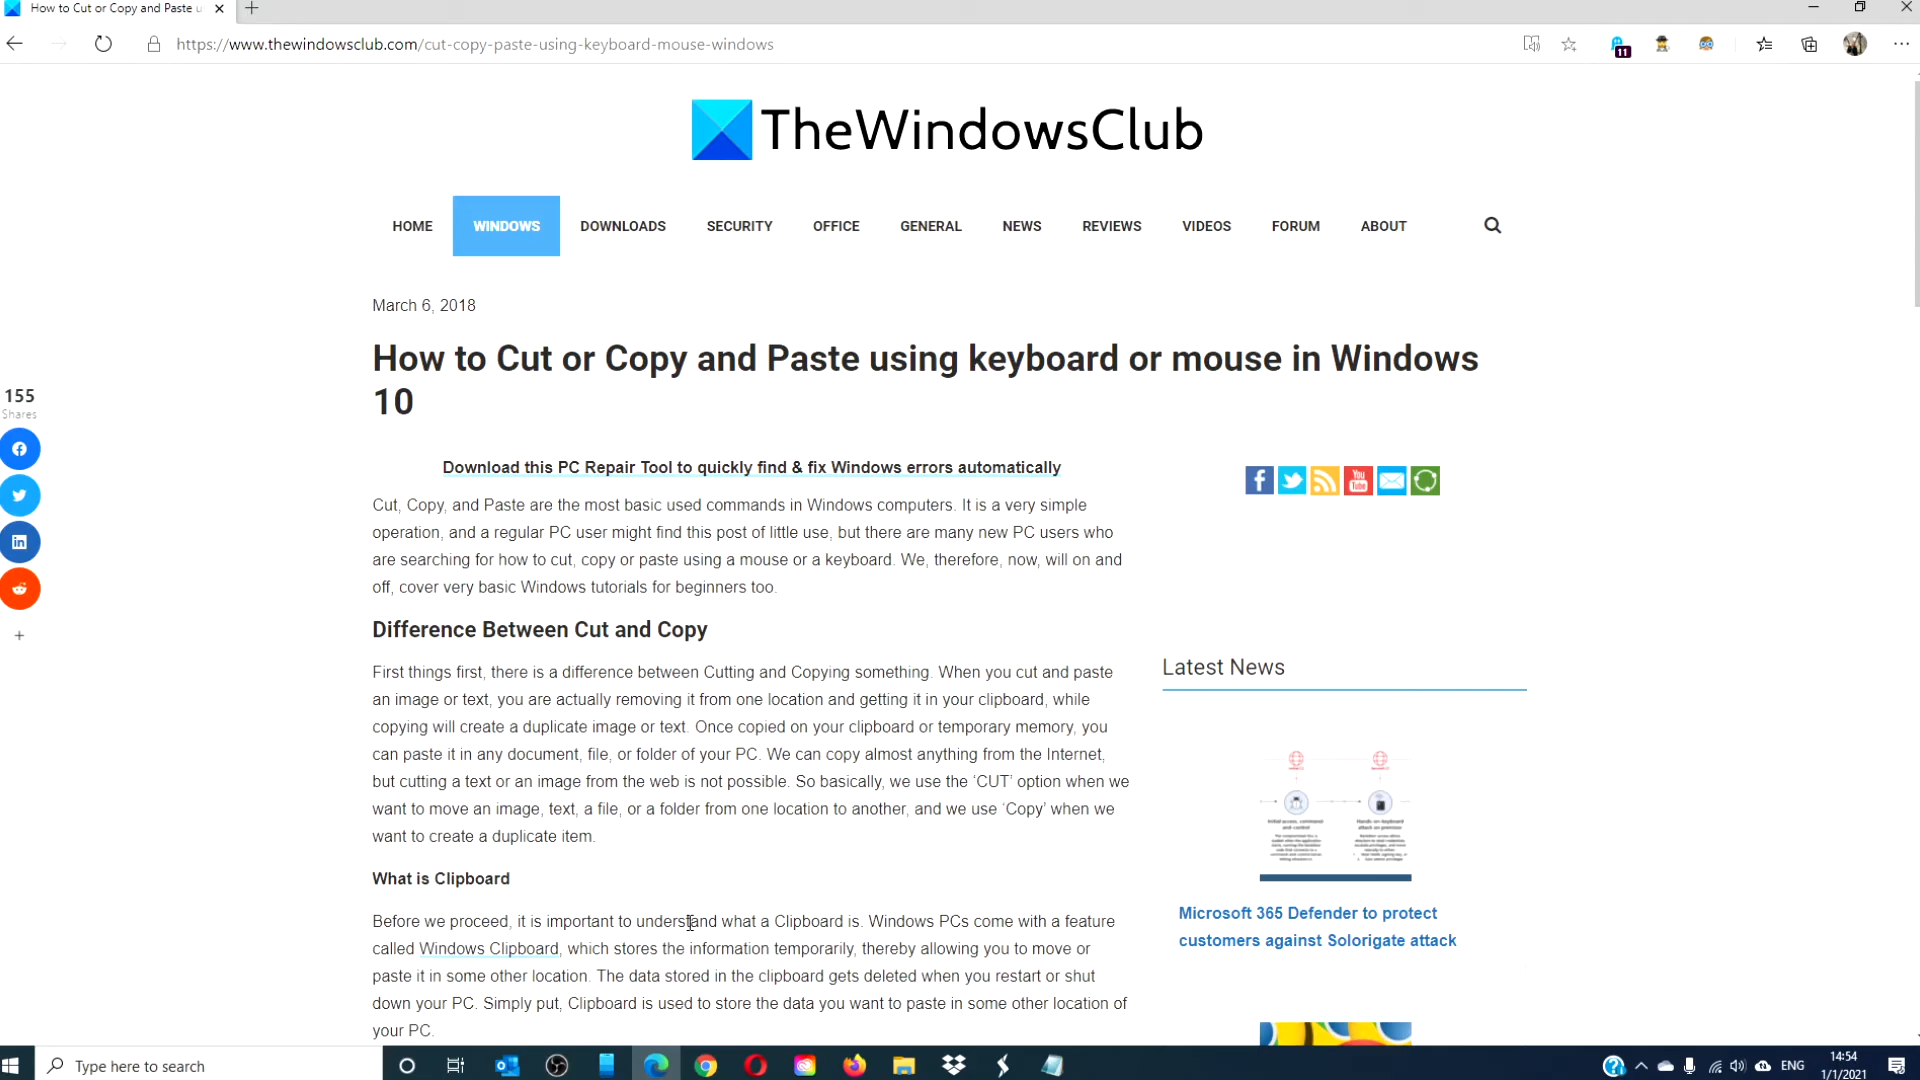 How to Cut or Copy and Paste u
https://www.thewindowsclub.com/cut-copy-paste-using-keyboard-mouse-windows
11
TheWindowsClub
HOME WINDOWS DOWNLOADS SECURITY OFFICE GENERAL NEWS REVIEWS VIDEOS FORUM ABOUT
March 6, 2018
How to Cut or Copy and Paste using keyboard or mouse in Windows
10
155
Shares
Download this PC Repair Tool to quickly find & fix Windows errors automatically
Cut, Copy, and Paste are the most basic used commands in Windows computers. It is a very simple
operation, and a regular PC user might find this post of little use, but there are many new PC users who
are searching for how to cut, copy or paste using a mouse or a keyboard. We, therefore, now, will on and
off, cover very basic Windows tutorials for beginners too.
Difference Between Cut and Copy
First things first, there is a difference between Cutting and Copying something. When you cut and paste
an image or text, you are actually removing it from one location and getting it in your clipboard, while
copying will create a duplicate image or text. Once copied on your clipboard or temporary memory, you
can paste it in any document, file, or folder of your PC. We can copy almost anything from the Internet,
but cutting a text or an image from the web is not possible. So basically, we use the ‘CUT’ option when we
want to move an image, text, a file, or a folder from one location to another, and we use ‘Copy’ when we
want to create a duplicate item.
What is Clipboard
Before we proceed, it is important to understand what a Clipboard is. Windows PCs come with a feature
called Windows Clipboard, which stores the information temporarily, thereby allowing you to move or
paste it in some other location. The data stored in the clipboard gets deleted when you restart or shut
down your PC. Simply put, Clipboard is used to store the data you want to paste in some other location of
your PC.
You Tube
Latest News
Initial access, command
and control
Hands-on-keyboard
attack on premises
Microsoft 365 Defender to protect
customers against Solorigate attack
Type here to search
ENG
14:54
1/1/2021